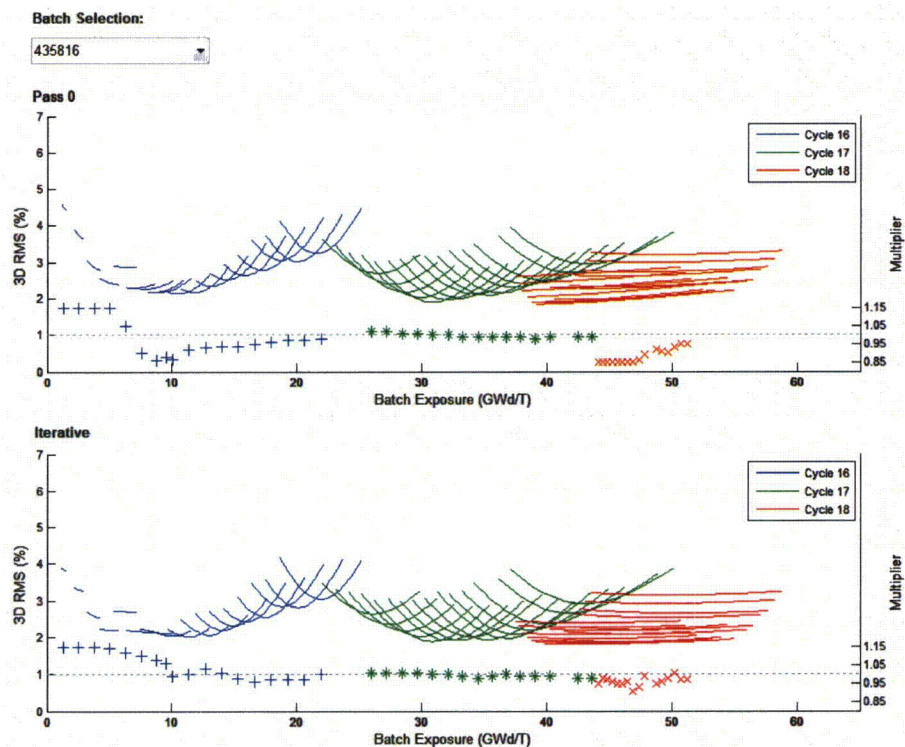 Batch Selection:
435816
Pass 0
7
6
5
4
3
2
1
0
3D RMS (%)
Cycle 16
Cycle 17
Cycle 18
1.15
1.05
0.95
0.85
Multiplier
0 10 20 30 40 50 60
Batch Exposure (GWd/T)
Iterative
7
6
5
4
3
2
1
0
3D RMS (%)
Cycle 16
Cycle 17
Cycle 18
1.15
1.05
0.95
0.85
Multiplier
0 10 20 30 40 50 60
Batch Exposure (GWd/T)